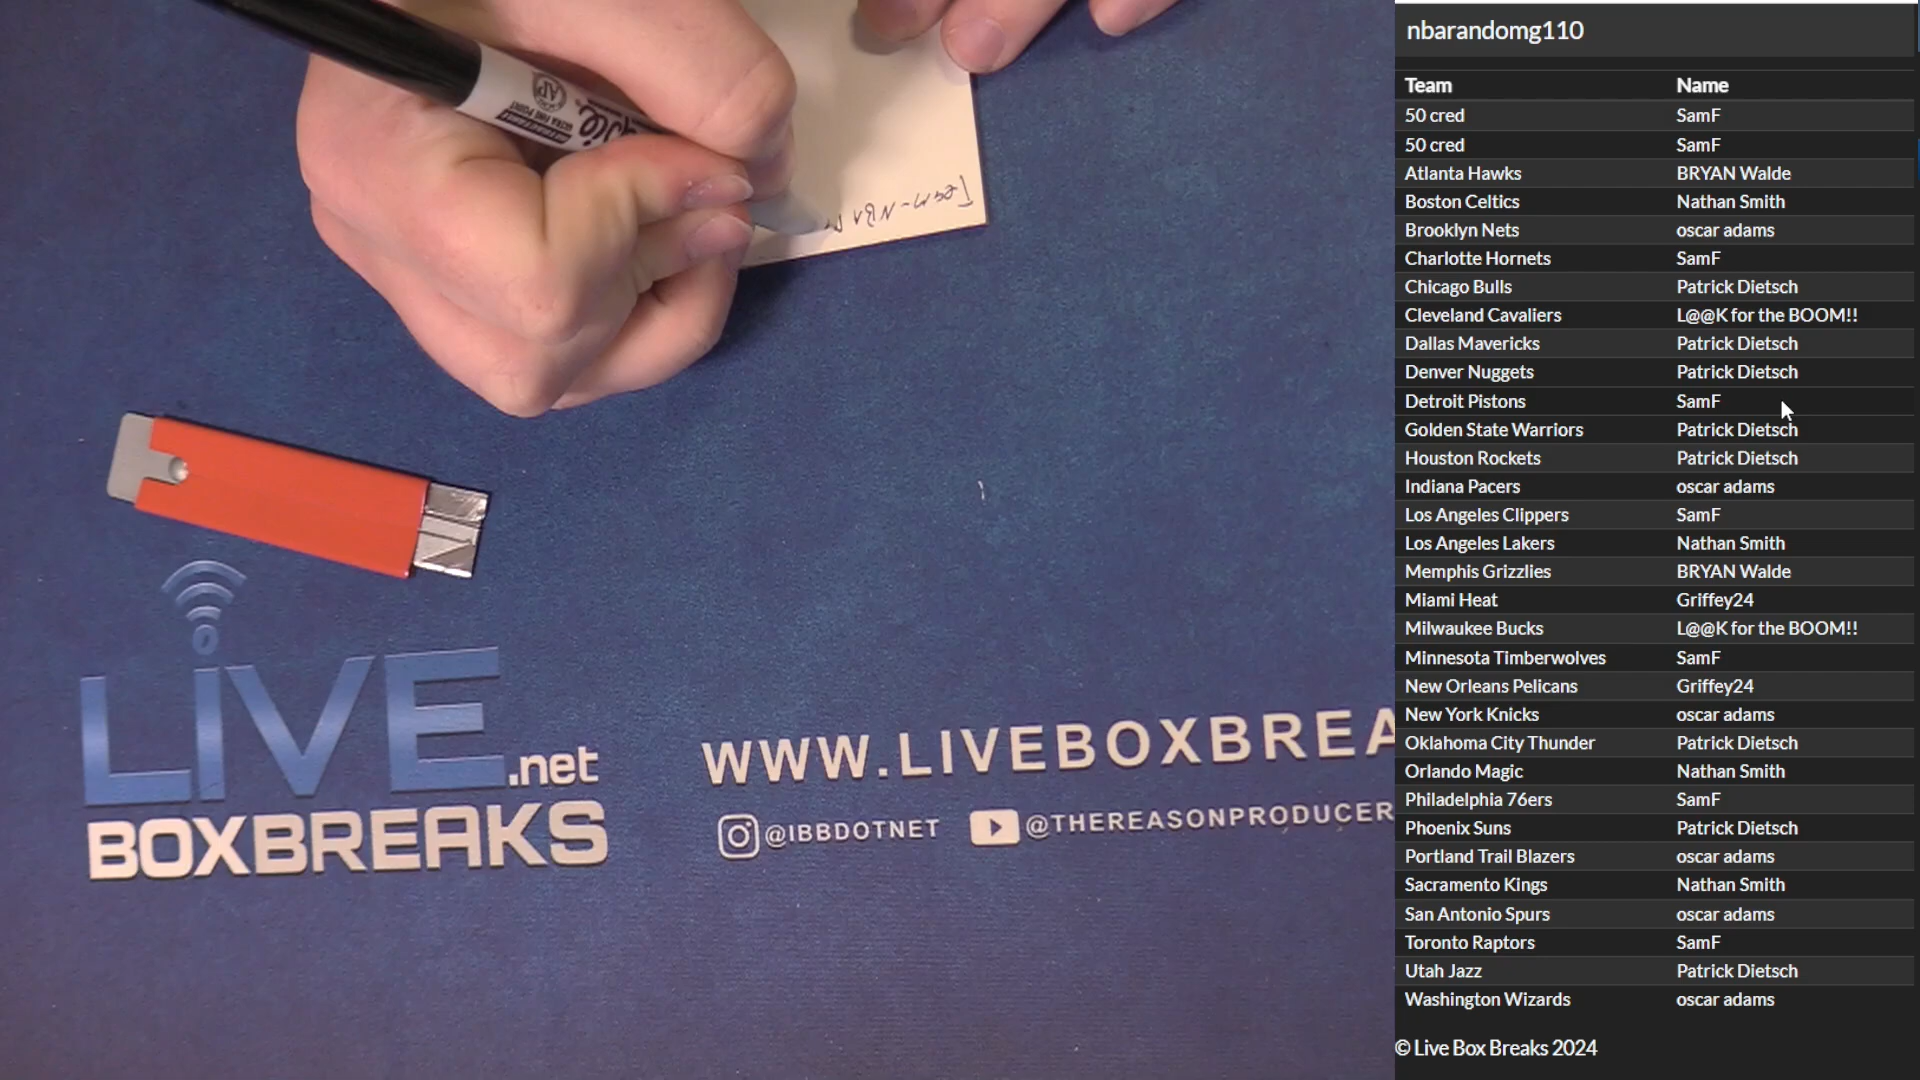 nbarandomg110
Team Name
50 cred SamF
50 cred SamF
Atlanta Hawks BRYAN Walde
Boston Celtics Nathan Smith
Brooklyn Nets oscar adams
Charlotte Hornets SamF
Chicago Bulls Patrick Dietsch
Cleveland Cavaliers L@@K for the BOOM!!
Dallas Mavericks Patrick Dietsch
Denver Nuggets Patrick Dietsch
Detroit Pistons SamF
Golden State Warriors Patrick Dietsch
Houston Rockets Patrick Dietsch
Indiana Pacers oscar adams
Los Angeles Clippers SamF
Los Angeles Lakers Nathan Smith
Memphis Grizzlies BRYAN Walde
Miami Heat Griffey24
Milwaukee Bucks L@@K for the BOOM!!
Minnesota Timberwolves SamF
New Orleans Pelicans Griffey24
New York Knicks oscar adams
Oklahoma City Thunder Patrick Dietsch
Orlando Magic Nathan Smith
Philadelphia 76ers SamF
Phoenix Suns Patrick Dietsch
Portland Trail Blazers oscar adams
Sacramento Kings Nathan Smith
San Antonio Spurs oscar adams
Toronto Raptors SamF
Utah Jazz Patrick Dietsch
Washington Wizards oscar adams
© Live Box Breaks 2024
AP
ULTRA FINE POINT
Team-NBA
LIVE.net
BOXBREAKS
WWW.LIVEBOXBREA
@IBBDOTNET @THEREASONPRODUCER